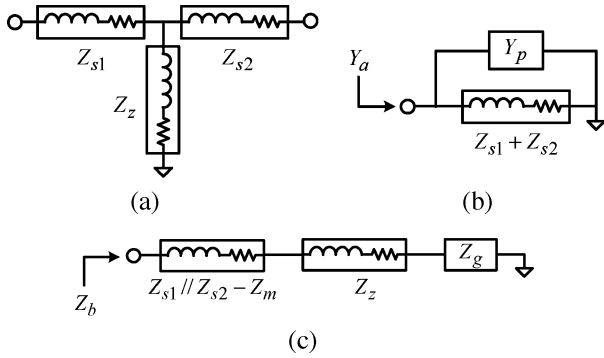 Z_{s1}
Z_{s2}
Z_z
(a)
Y_a
Y_p
Z_{s1} + Z_{s2}
(b)
Z_b
Z_{s1} // Z_{s2} − Z_m
Z_z
Z_g
(c)